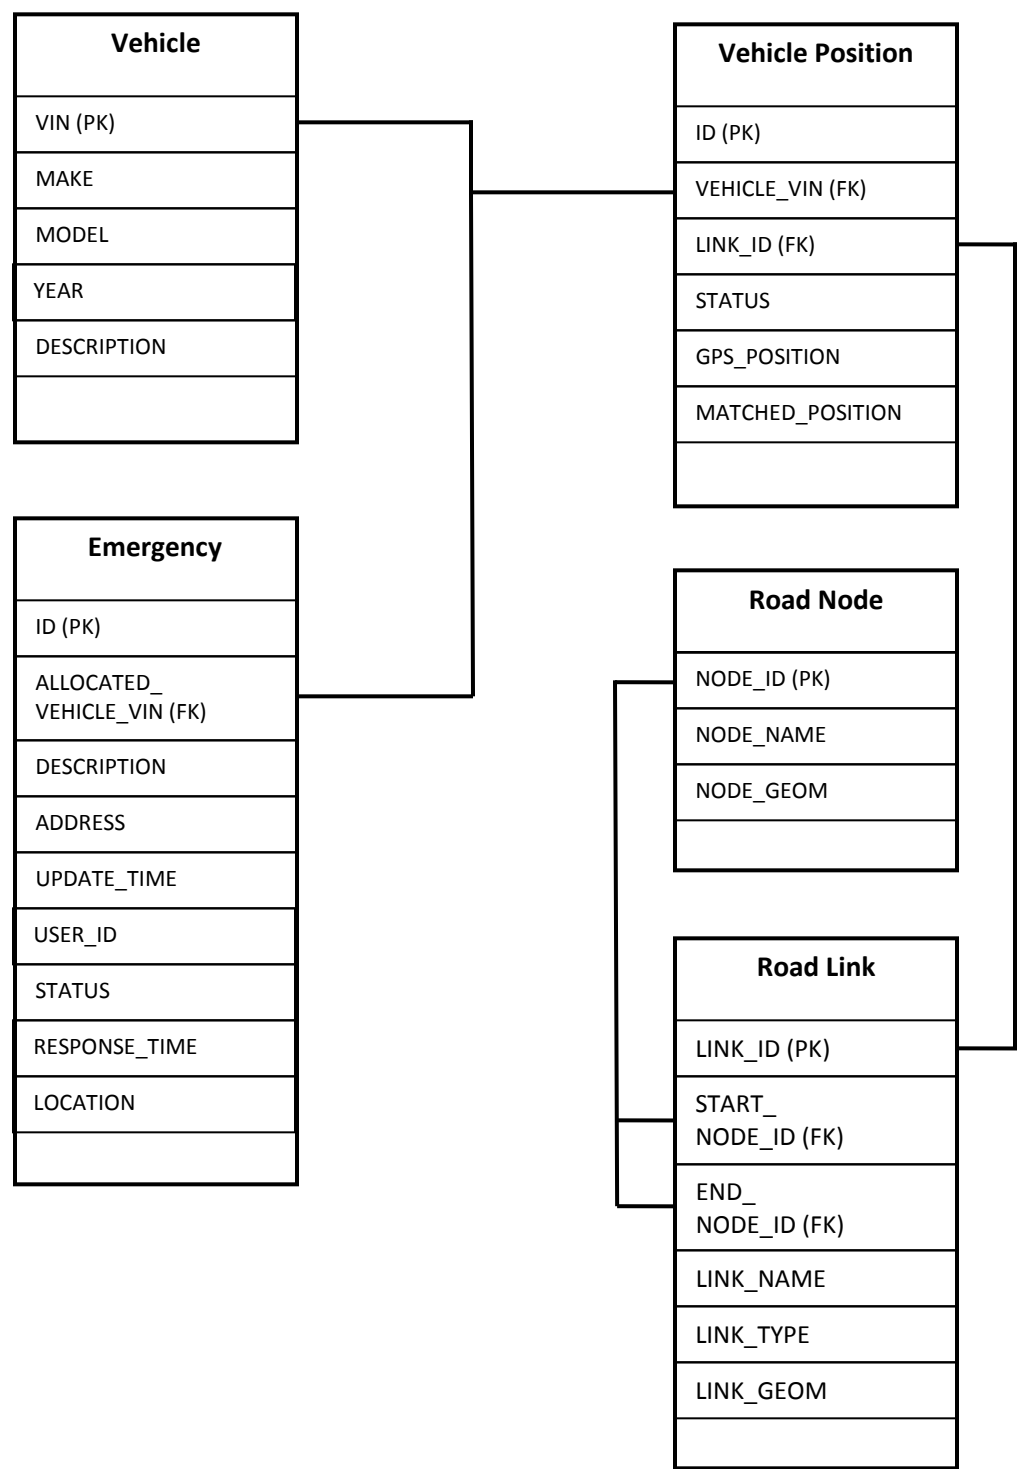 Vehicle
VIN (PK)
MAKE
MODEL
YEAR
DESCRIPTION
Vehicle Position
ID (PK)
VEHICLE_VIN (FK)
LINK_ID (FK)
STATUS
GPS_POSITION
MATCHED_POSITION
Emergency
ID (PK)
ALLOCATED_
VEHICLE_VIN (FK)
DESCRIPTION
ADDRESS
UPDATE_TIME
USER_ID
STATUS
RESPONSE_TIME
LOCATION
Road Node
NODE_ID (PK)
NODE_NAME
NODE_GEOM
Road Link
LINK_ID (PK)
START_
NODE_ID (FK)
END_
NODE_ID (FK)
LINK_NAME
LINK_TYPE
LINK_GEOM